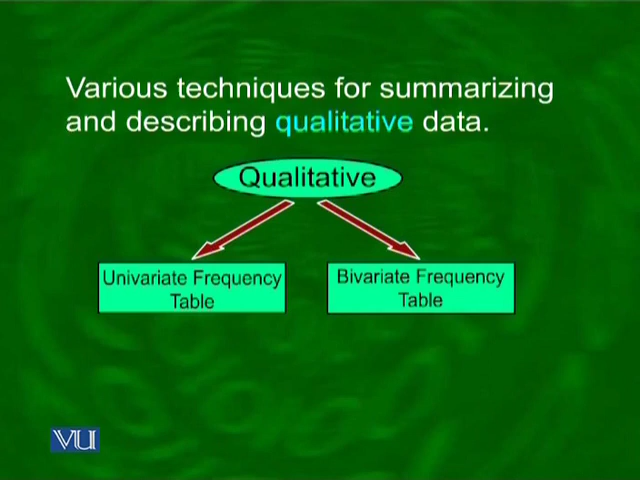 Various techniques for summarizing
and describing qualitative data.
Qualitative
Univariate Frequency
Table
Bivariate Frequency
Table
VU